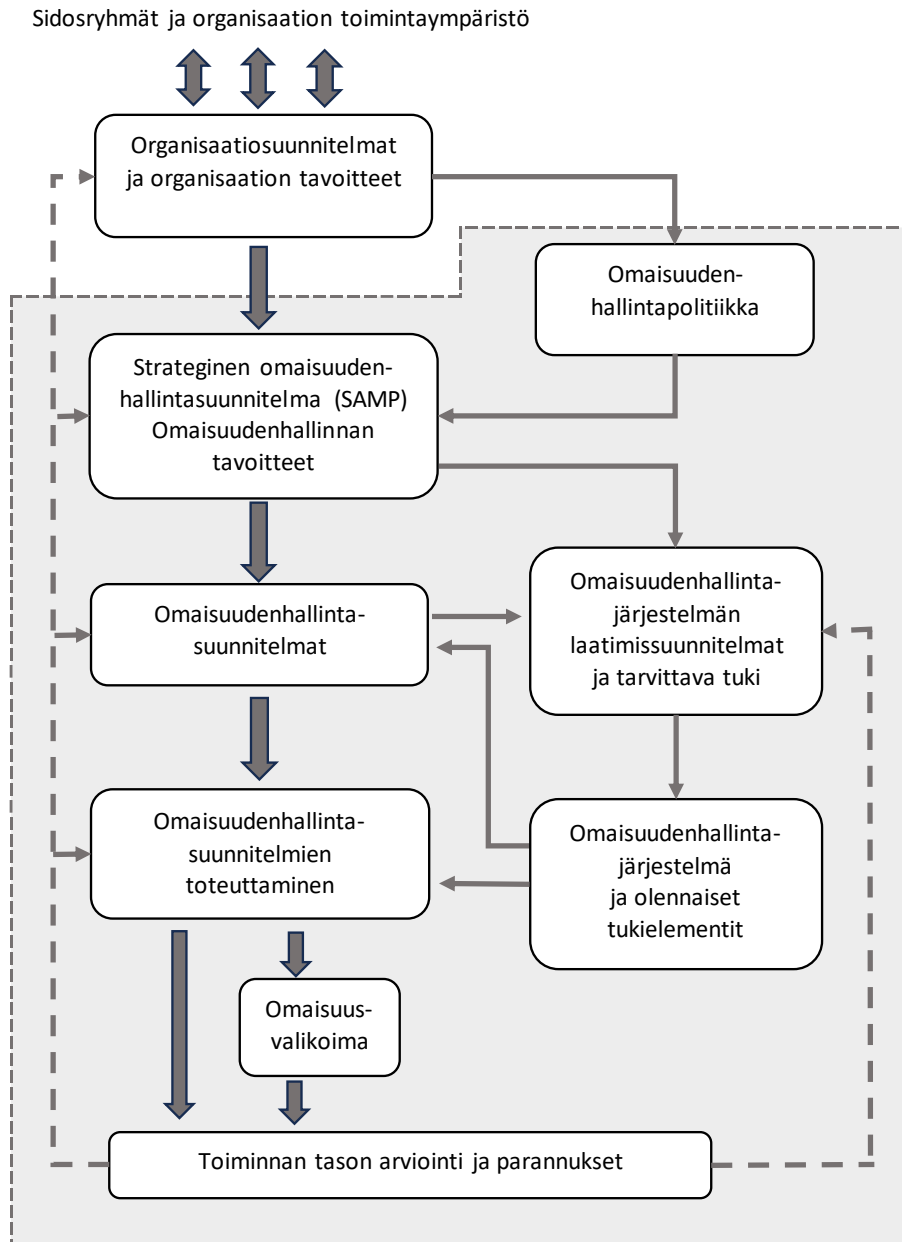 Sidosryhmät ja organisaation toimintaympäristö
Organisaatiosuunnitelmat
ja organisaation tavoitteet
Omaisuuden-
hallintapolitiikka
Strateginen omaisuuden-
hallintasuunnitelma (SAMP)
Omaisuudenhallinnan
tavoitteet
Omaisuudenhallinta-
suunnitelmat
Omaisuudenhallinta-
järjestelmän
laatimissuunnitelmat
ja tarvittava tuki
Omaisuudenhallinta-
suunnitelmien
toteuttaminen
Omaisuudenhallinta-
järjestelmä
ja olennaiset
tukielementit
Omaisuus-
valikoima
Toiminnan tason arviointi ja parannukset